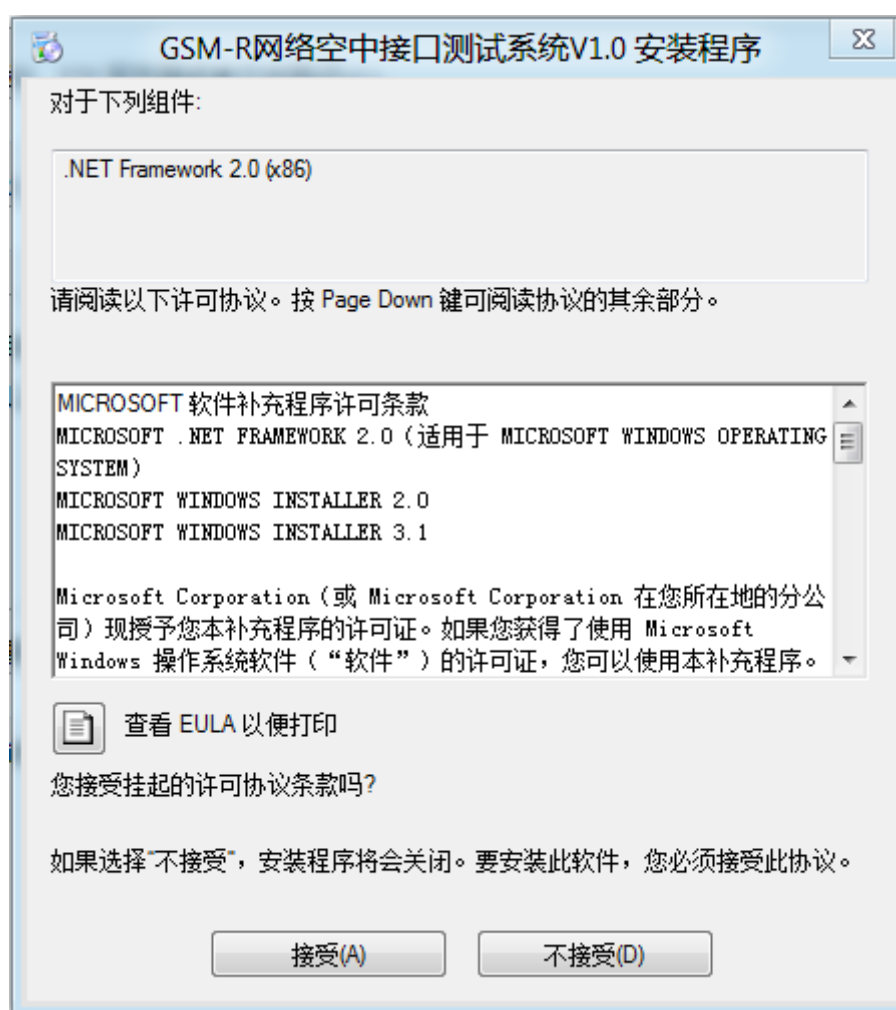 GSM-R网络空中接口测试系统V1.0 安装程序
对于下列组件:
.NET Framework 2.0 (x86)
请阅读以下许可协议。按 Page Down 键可阅读协议的其余部分。
MICROSOFT 软件补充程序许可条款
MICROSOFT .NET FRAMEWORK 2.0（适用于 MICROSOFT WINDOWS OPERATING
SYSTEM）
MICROSOFT WINDOWS INSTALLER 2.0
MICROSOFT WINDOWS INSTALLER 3.1
Microsoft Corporation（或 Microsoft Corporation 在您所在地的分公
司）现授予您本补充程序的许可证。如果您获得了使用 Microsoft
Windows 操作系统软件（“软件”）的许可证，您可以使用本补充程序。
查看 EULA 以便打印
您接受挂起的许可协议条款吗?
如果选择"不接受"，安装程序将会关闭。要安装此软件，您必须接受此协议。
接受(A)
不接受(D)